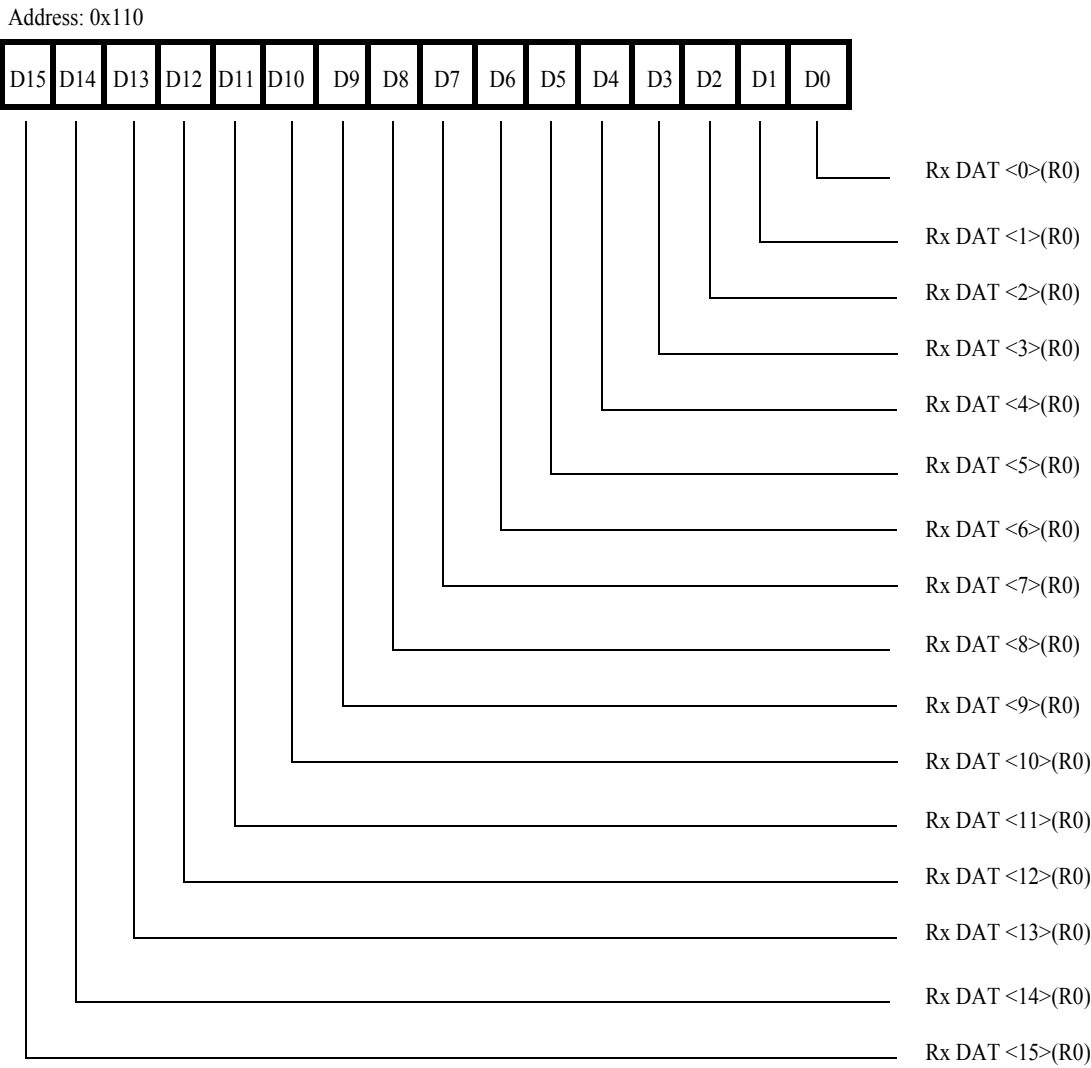 Address: 0x110
D15 D14 D13 D12 D11 D10 D9 D8 D7 D6 D5 D4 D3 D2 D1 D0
Rx DAT <0>(R0)
Rx DAT <1>(R0)
Rx DAT <2>(R0)
Rx DAT <3>(R0)
Rx DAT <4>(R0)
Rx DAT <5>(R0)
Rx DAT <6>(R0)
Rx DAT <7>(R0)
Rx DAT <8>(R0)
Rx DAT <9>(R0)
Rx DAT <10>(R0)
Rx DAT <11>(R0)
Rx DAT <12>(R0)
Rx DAT <13>(R0)
Rx DAT <14>(R0)
Rx DAT <15>(R0)